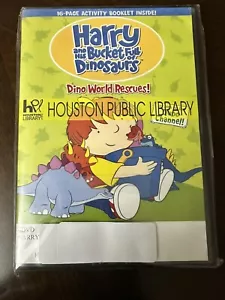 16-PAGE ACTIVITY BOOKLET INSIDE!
Harry
and His
Bucket Full
of
Dinosaurs
Dino World Rescues!
HOUSTON PUBLIC LIBRARY
LIBRARY
Channel!